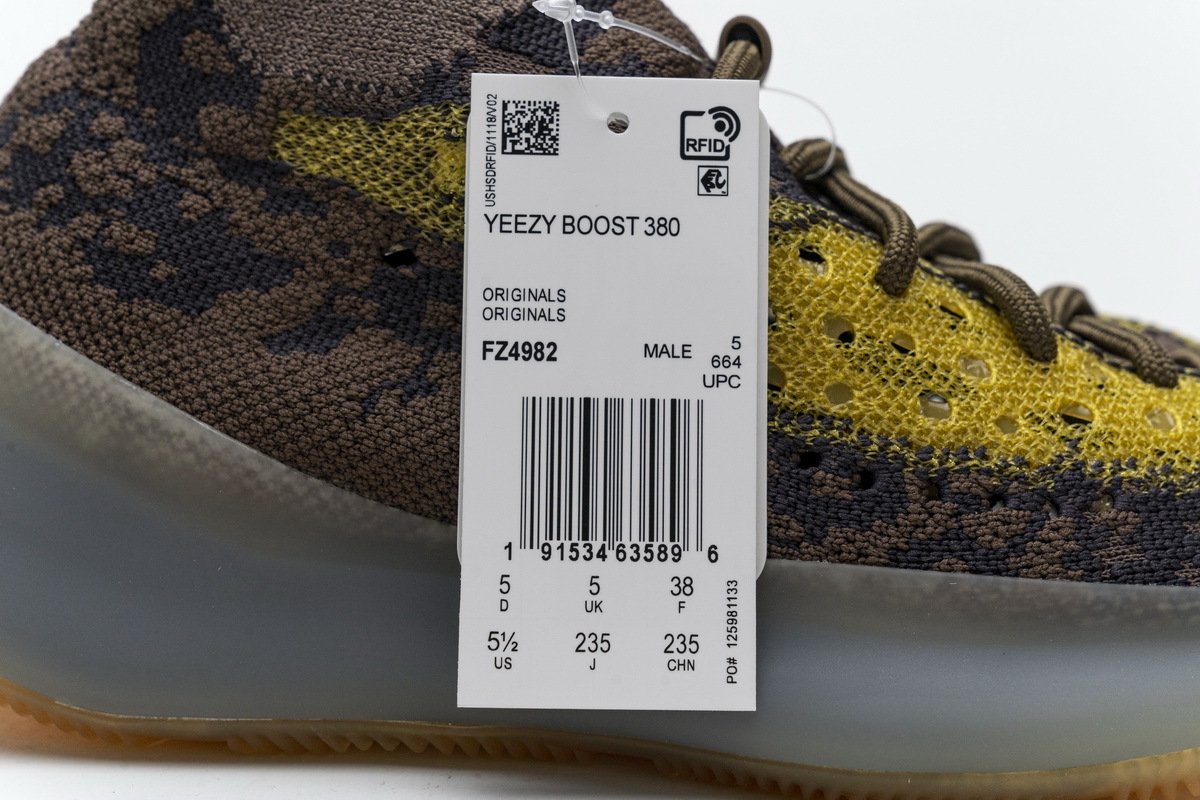 USHSDRFID/1118/V02
RFID
YEEZY BOOST 380
ORIGINALS
ORIGINALS
FZ4982 MALE 5
664
UPC
1 91534 63589 6
5 5 38
D UK F
5½ 235 235
US J CHN
PO# 125981133